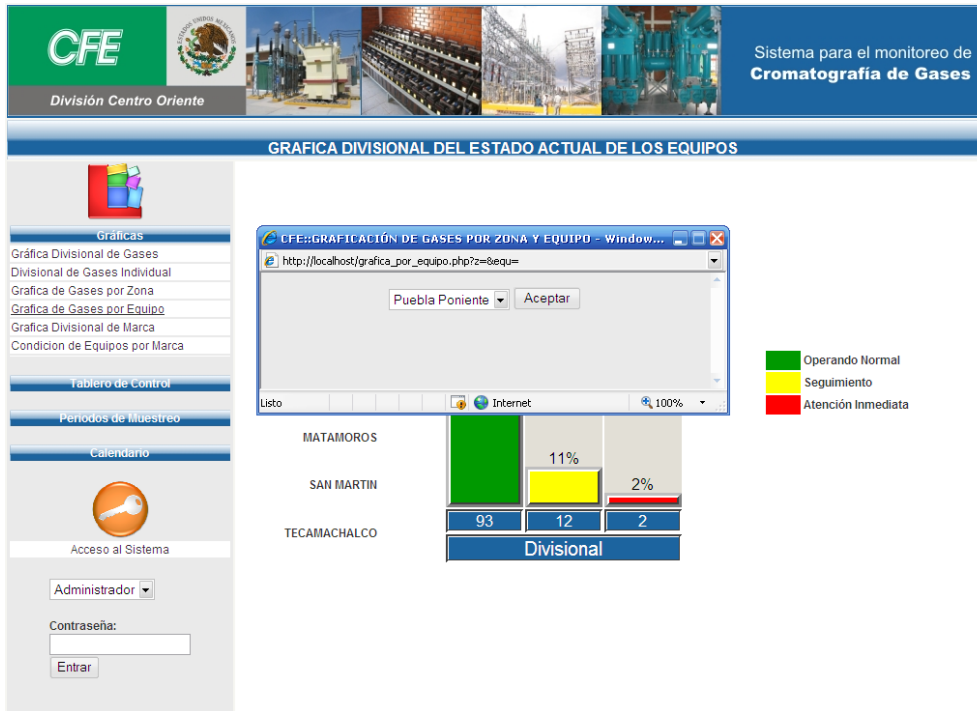 CFE
ESTADOS UNIDOS MEXICANOS
División Centro Oriente
Sistema para el monitoreo de
Cromatografía de Gases
GRAFICA DIVISIONAL DEL ESTADO ACTUAL DE LOS EQUIPOS
Gráficas
Gráfica Divisional de Gases
Divisional de Gases Individual
Grafica de Gases por Zona
Grafica de Gases por Equipo
Grafica Divisional de Marca
Condicion de Equipos por Marca
Tablero de Control
Periodos de Muestreo
Calendario
Acceso al Sistema
Administrador
Contraseña:
Entrar
CFE::GRAFICACIÓN DE GASES POR ZONA Y EQUIPO - Window...
http://localhost/grafica_por_equipo.php?z=&equ=
Puebla Poniente
Aceptar
Listo
Internet
100%
MATAMOROS
SAN MARTIN
TECAMACHALCO
11%
2%
93
12
2
Divisional
Operando Normal
Seguimiento
Atención Inmediata